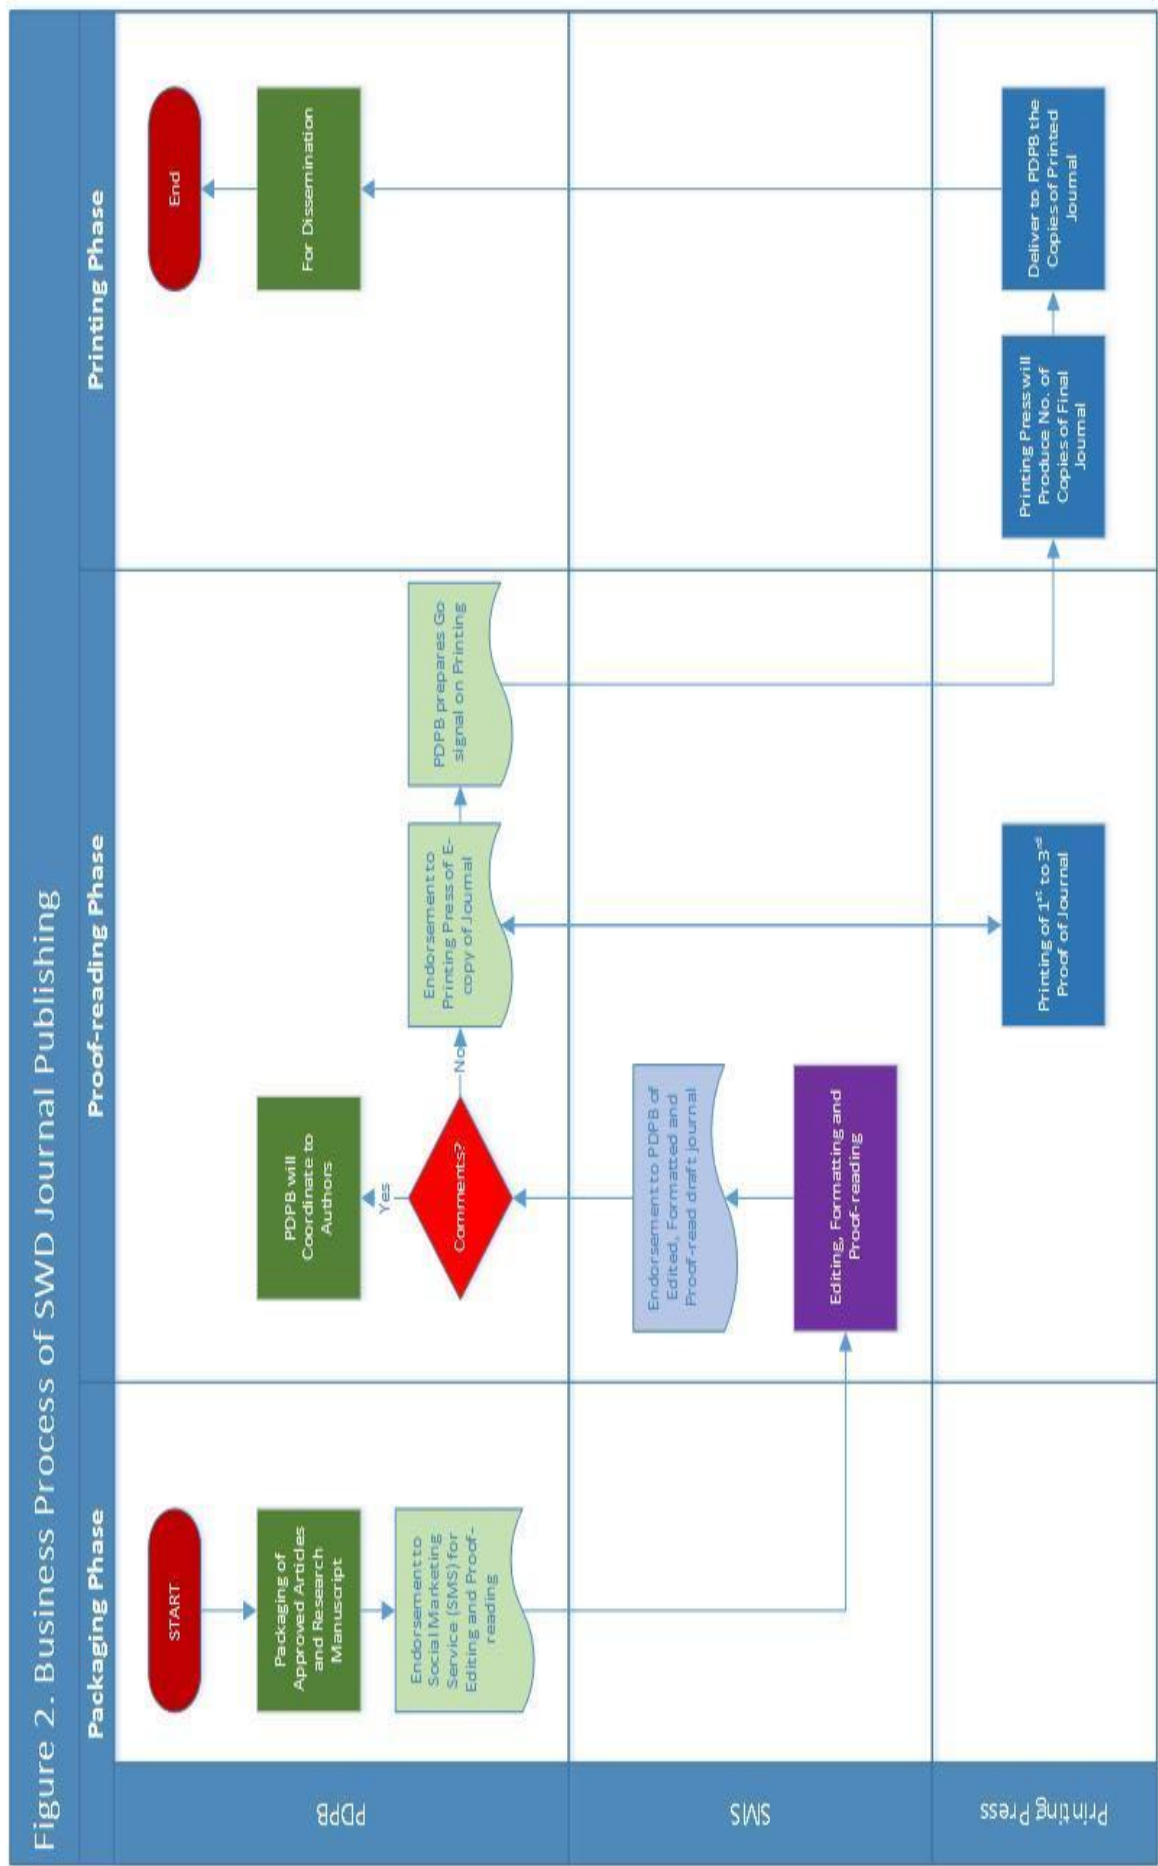 Figure 2. Business Process of SWD Journal Publishing
Packaging Phase
Proof-reading Phase
Printing Phase
PDPB
START
Packaging of
Approved Articles
and Research
Manuscript
Endorsement to
Social Marketing
Service (SMS) for
Editing and Proof-
reading
PDPB will
Coordinate to
Authors
Yes
Comments?
No
Endorsement to
Printing Press of E-
copy of Journal
PDPB prepares Go
signal on Printing
End
For Dissemination
SMS
Endorsement to PDPB of
Edited, Formatted and
Proof-read draft journal
Editing, Formatting and
Proof-reading
Printing Press
Printing of 1st to 3rd
Proof of Journal
Printing Press will
Produce No. of
Copies of Final
Journal
Deliver to PDPB the
Copies of Printed
Journal